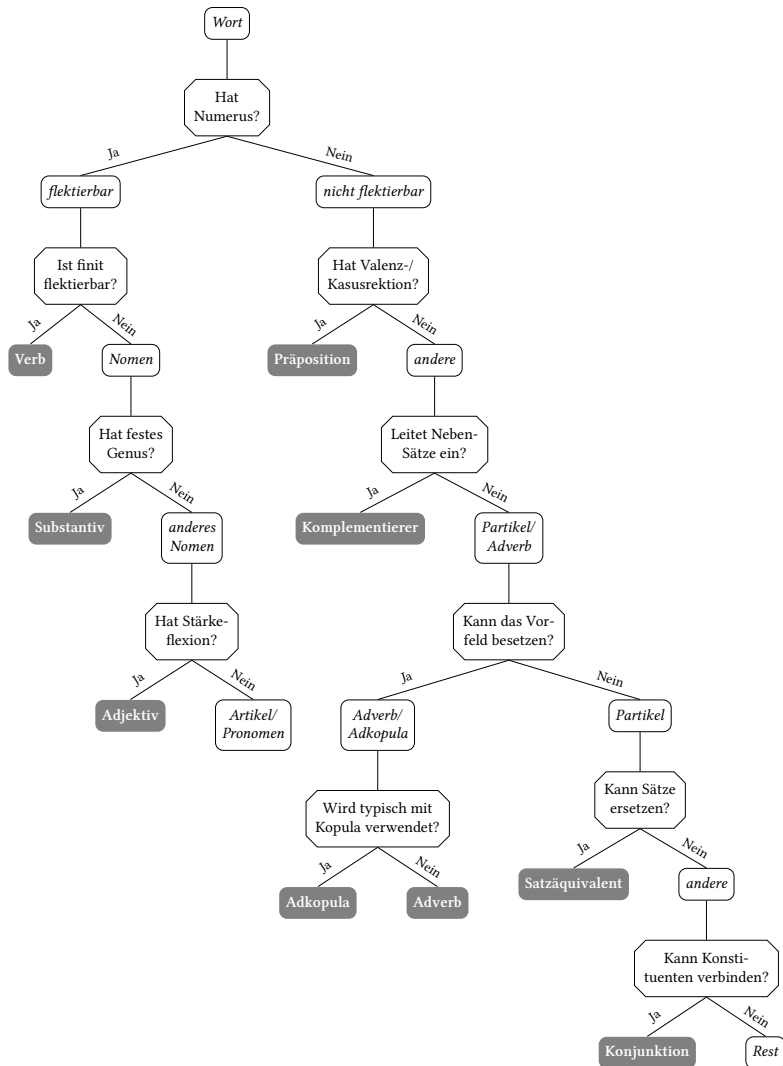 Wort
Hat
Numerus?
Ja
Nein
flektierbar
nicht flektierbar
Ist finit
flektierbar?
Hat Valenz-/
Kasusrektion?
Ja
Nein
Ja
Nein
Verb
Nomen
Präposition
andere
Hat festes
Genus?
Leitet Neben-
Sätze ein?
Ja
Nein
Ja
Nein
Substantiv
anderes
Nomen
Komplementierer
Partikel/
Adverb
Hat Stärke-
flexion?
Kann das Vor-
feld besetzen?
Ja
Nein
Ja
Nein
Adjektiv
Artikel/
Pronomen
Adverb/
Adkopula
Partikel
Wird typisch mit
Kopula verwendet?
Kann Sätze
ersetzen?
Ja
Nein
Ja
Nein
Adkopula
Adverb
Satzäquivalent
andere
Kann Konsti-
tuenten verbinden?
Ja
Nein
Konjunktion
Rest